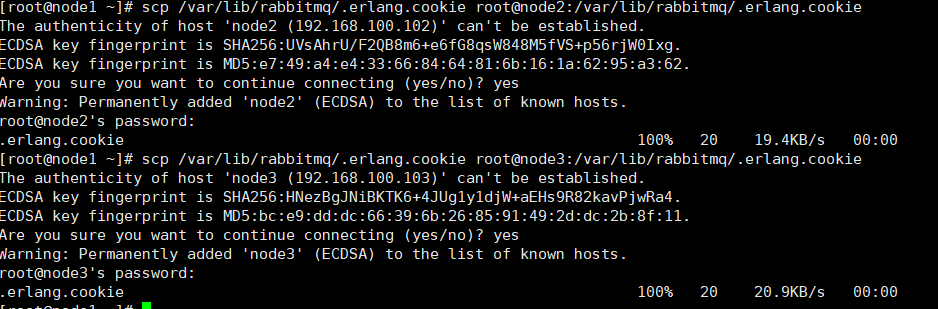 [root@node1 ~]# scp /var/lib/rabbitmq/.erlang.cookie root@node2:/var/lib/rabbitmq/.erlang.cookie
The authenticity of host 'node2 (192.168.100.102)' can't be established.
ECDSA key fingerprint is SHA256:UVsAhrU/F2QB8m6+e6fG8qsW848M5fVS+p56rjW0Ixg.
ECDSA key fingerprint is MD5:e7:49:a4:e4:33:66:84:64:81:6b:16:1a:62:95:a3:62.
Are you sure you want to continue connecting (yes/no)? yes
Warning: Permanently added 'node2' (ECDSA) to the list of known hosts.
root@node2's password:
.erlang.cookie 100% 20 19.4KB/s 00:00
[root@node1 ~]# scp /var/lib/rabbitmq/.erlang.cookie root@node3:/var/lib/rabbitmq/.erlang.cookie
The authenticity of host 'node3 (192.168.100.103)' can't be established.
ECDSA key fingerprint is SHA256:HNezBgJNiBKTK6+4JUg1y1djW+aEHs9R82kavPjwRa4.
ECDSA key fingerprint is MD5:bc:e9:dd:dc:66:39:6b:26:85:91:49:2d:dc:2b:8f:11.
Are you sure you want to continue connecting (yes/no)? yes
Warning: Permanently added 'node3' (ECDSA) to the list of known hosts.
root@node3's password:
.erlang.cookie 100% 20 20.9KB/s 00:00
[root@node1 ~]#